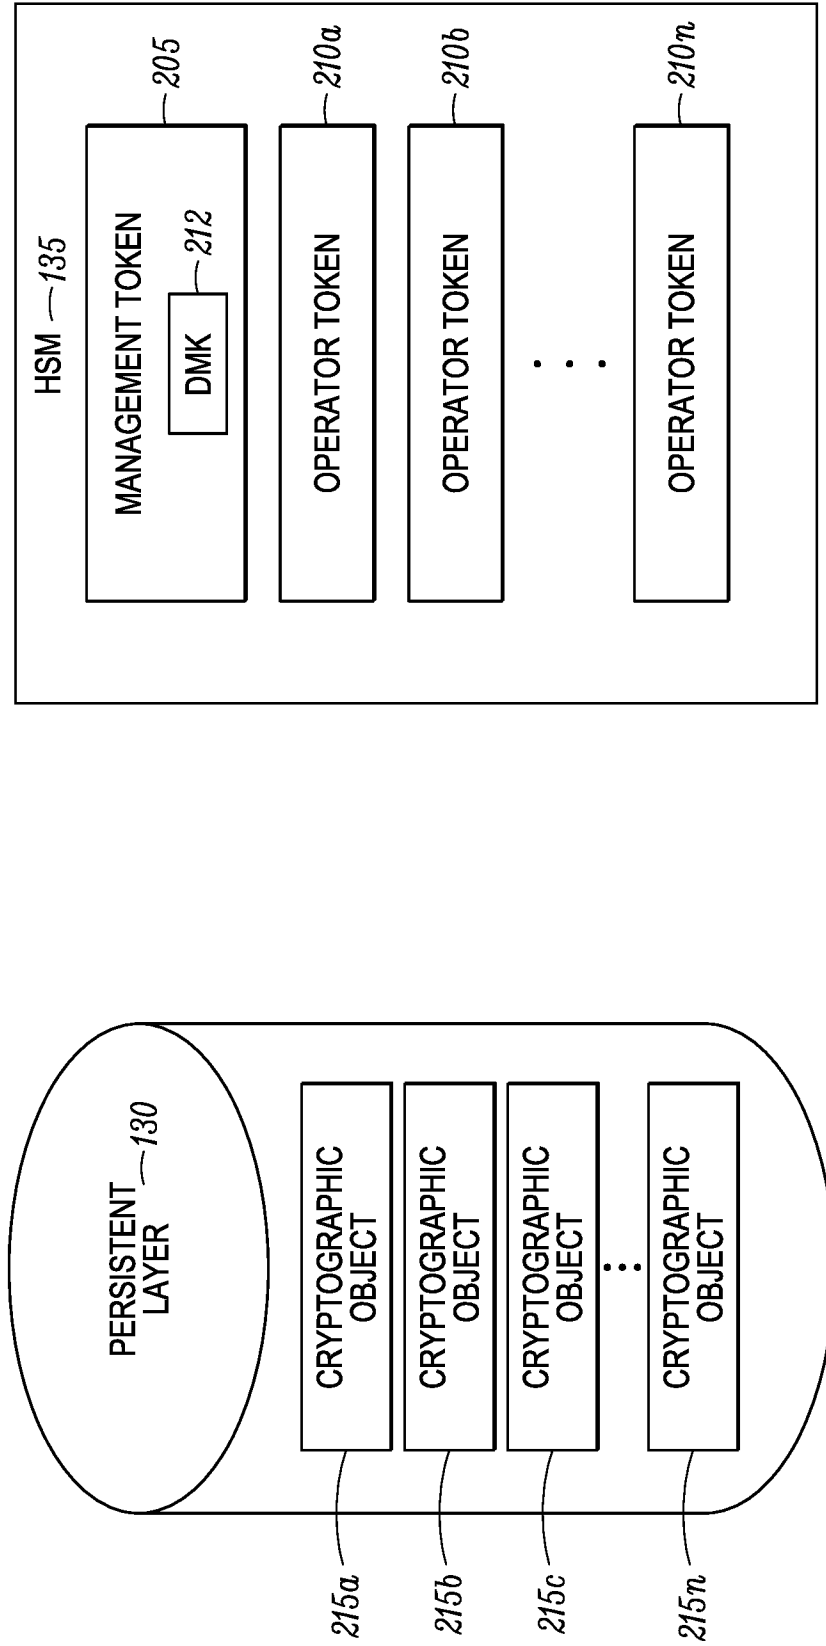 PERSISTENT
LAYER
130
CRYPTOGRAPHIC
OBJECT
215a
CRYPTOGRAPHIC
OBJECT
215b
CRYPTOGRAPHIC
OBJECT
215c
CRYPTOGRAPHIC
OBJECT
215n
HSM 135
MANAGEMENT TOKEN
205
DMK
212
OPERATOR TOKEN
210a
OPERATOR TOKEN
210b
OPERATOR TOKEN
210n